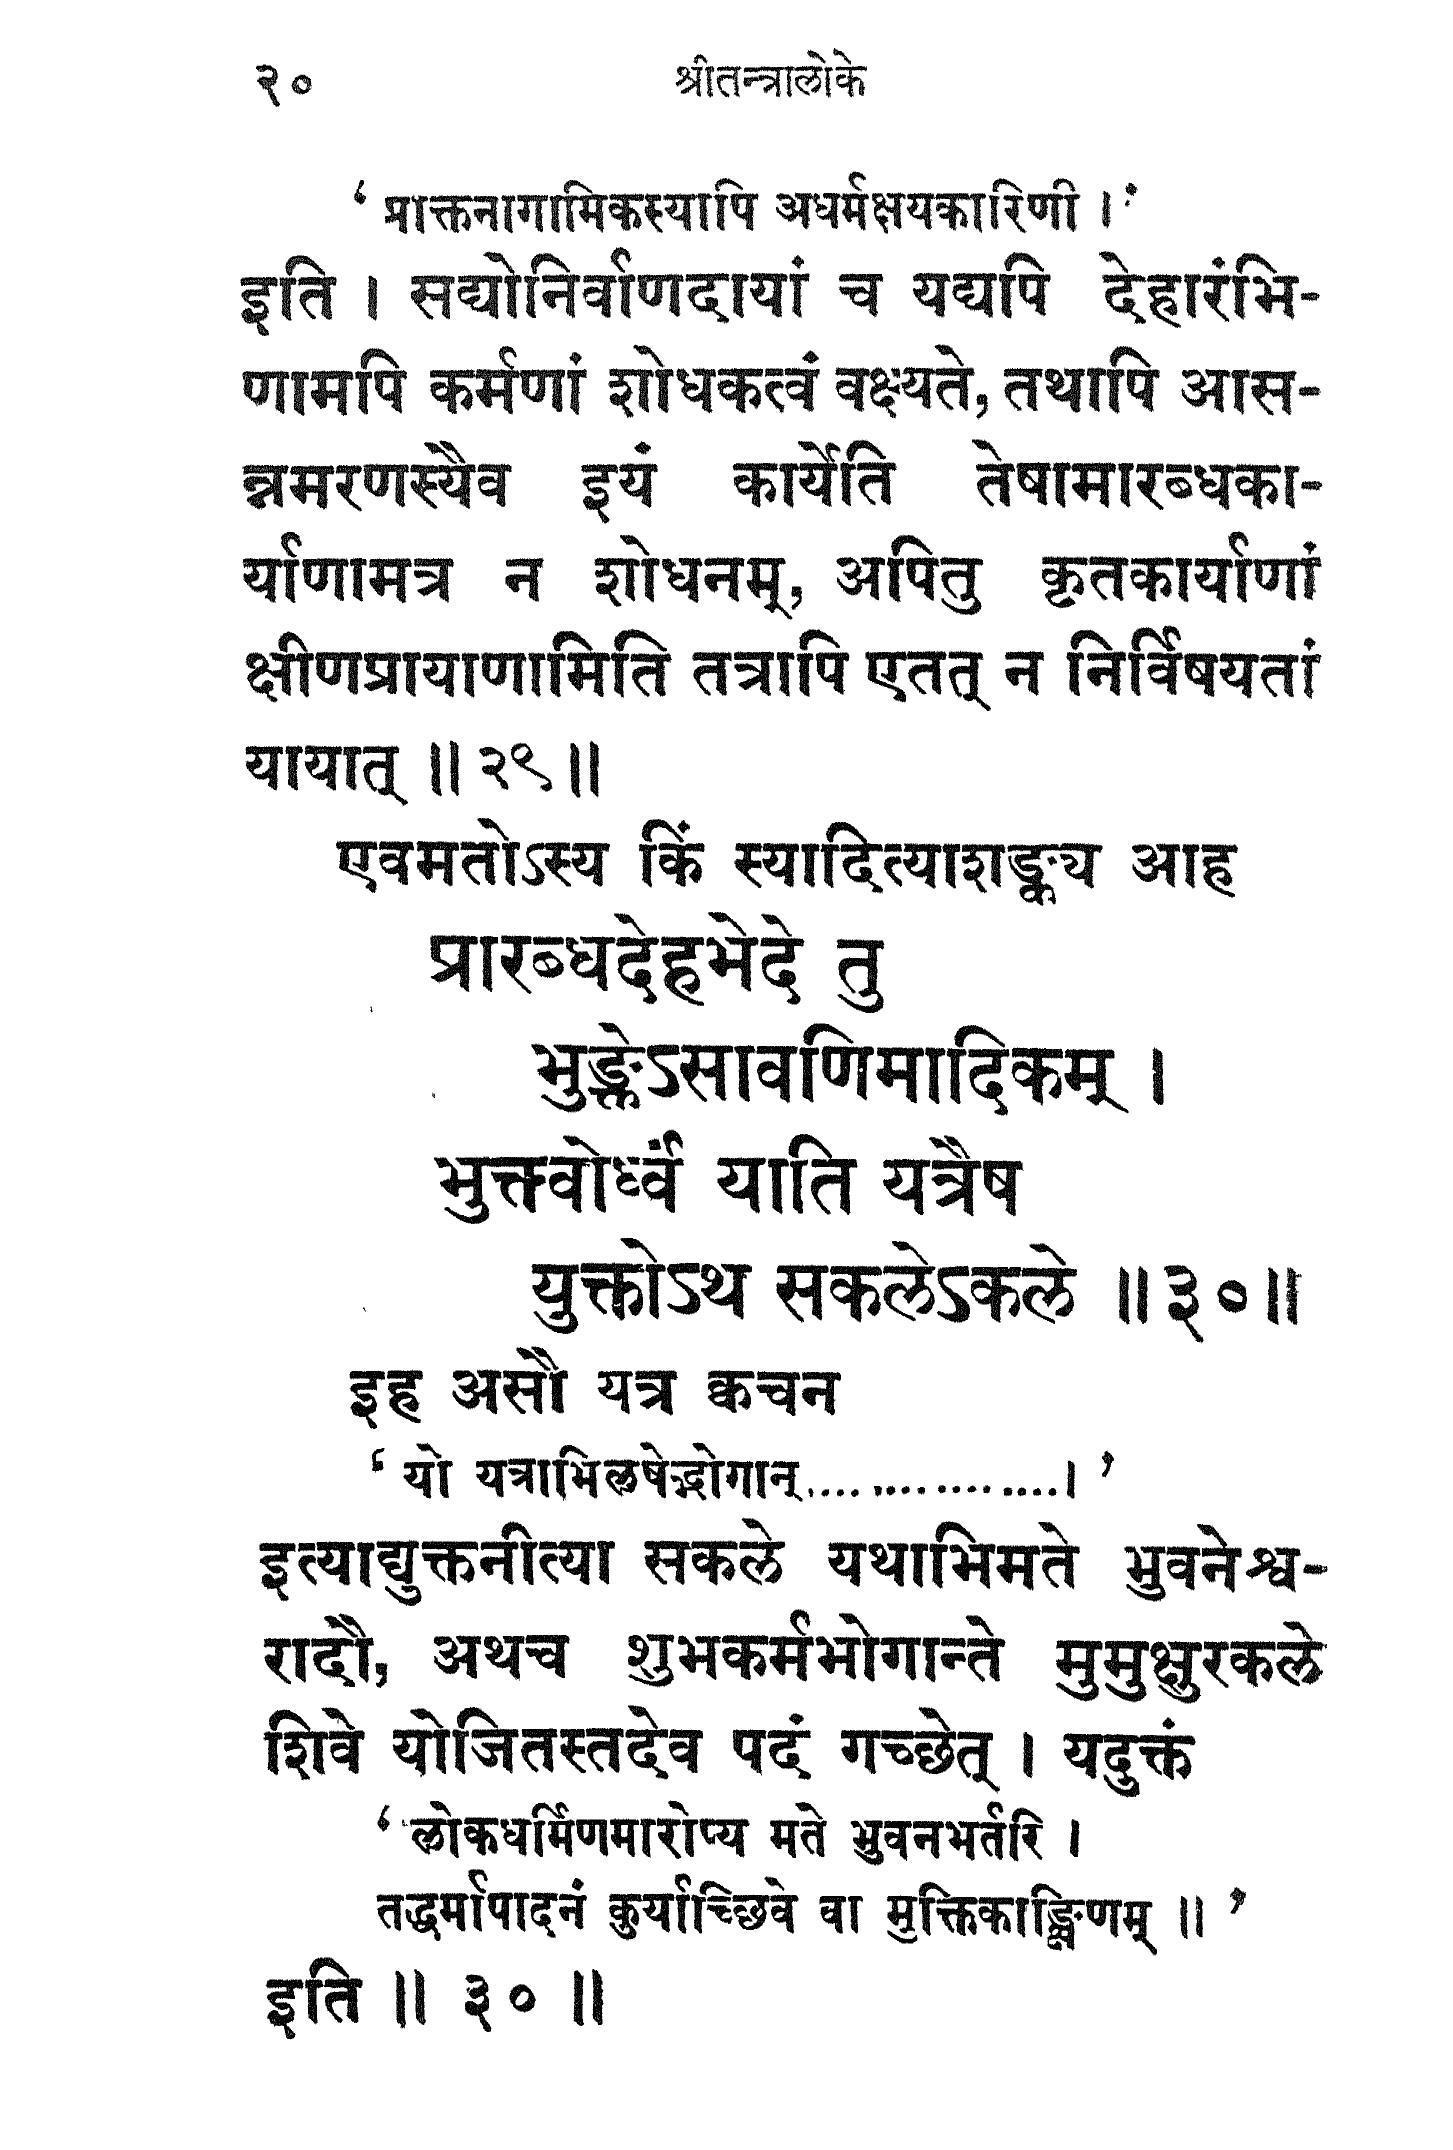 २० श्रीतन्त्रालोके
‘ प्राक्तनागामिकस्यापि अधर्मक्षयकारिणी । ’
इति । सद्योनिर्वाणदायां च यद्यपि देहारंभि-
णामपि कर्मणां शोधकत्वं वक्ष्यते, तथापि आस-
न्नमरणस्यैव इयं कार्येति तेषामारब्धका-
र्याणामत्र न शोधनम्, अपितु कृतकार्याणां
क्षीणप्रायाणामिति तत्रापि एतत् न निर्विषयतां
यायात् ॥ २९ ॥
एवमतोऽस्य किं स्यादित्याशङ्क्य आह
प्रारब्धदेहभेदे तु
भुङ्क्तेऽसावणिमादिकम् ।
भुक्त्वोर्ध्वं याति यत्रैष
युक्तोऽथ सकलेऽकले ॥ ३० ॥
इह असौ यत्र क्वचन
‘ यो यत्राभिलषेद्भोगान्..................। ’
इत्याद्युक्तनीत्या सकले यथाभिमते भुवनेश्व-
रादौ, अथच शुभकर्मभोगान्ते मुमुक्षुरकले
शिवे योजितस्तदेव पदं गच्छेत् । यदुक्तं
‘ लोकधर्मिणमारोप्य मते भुवनभर्तरि ।
तद्धर्मापादनं कुर्याच्छिवे वा मुक्तिकाङ्क्षिणम् ॥ ’
इति ॥ ३० ॥